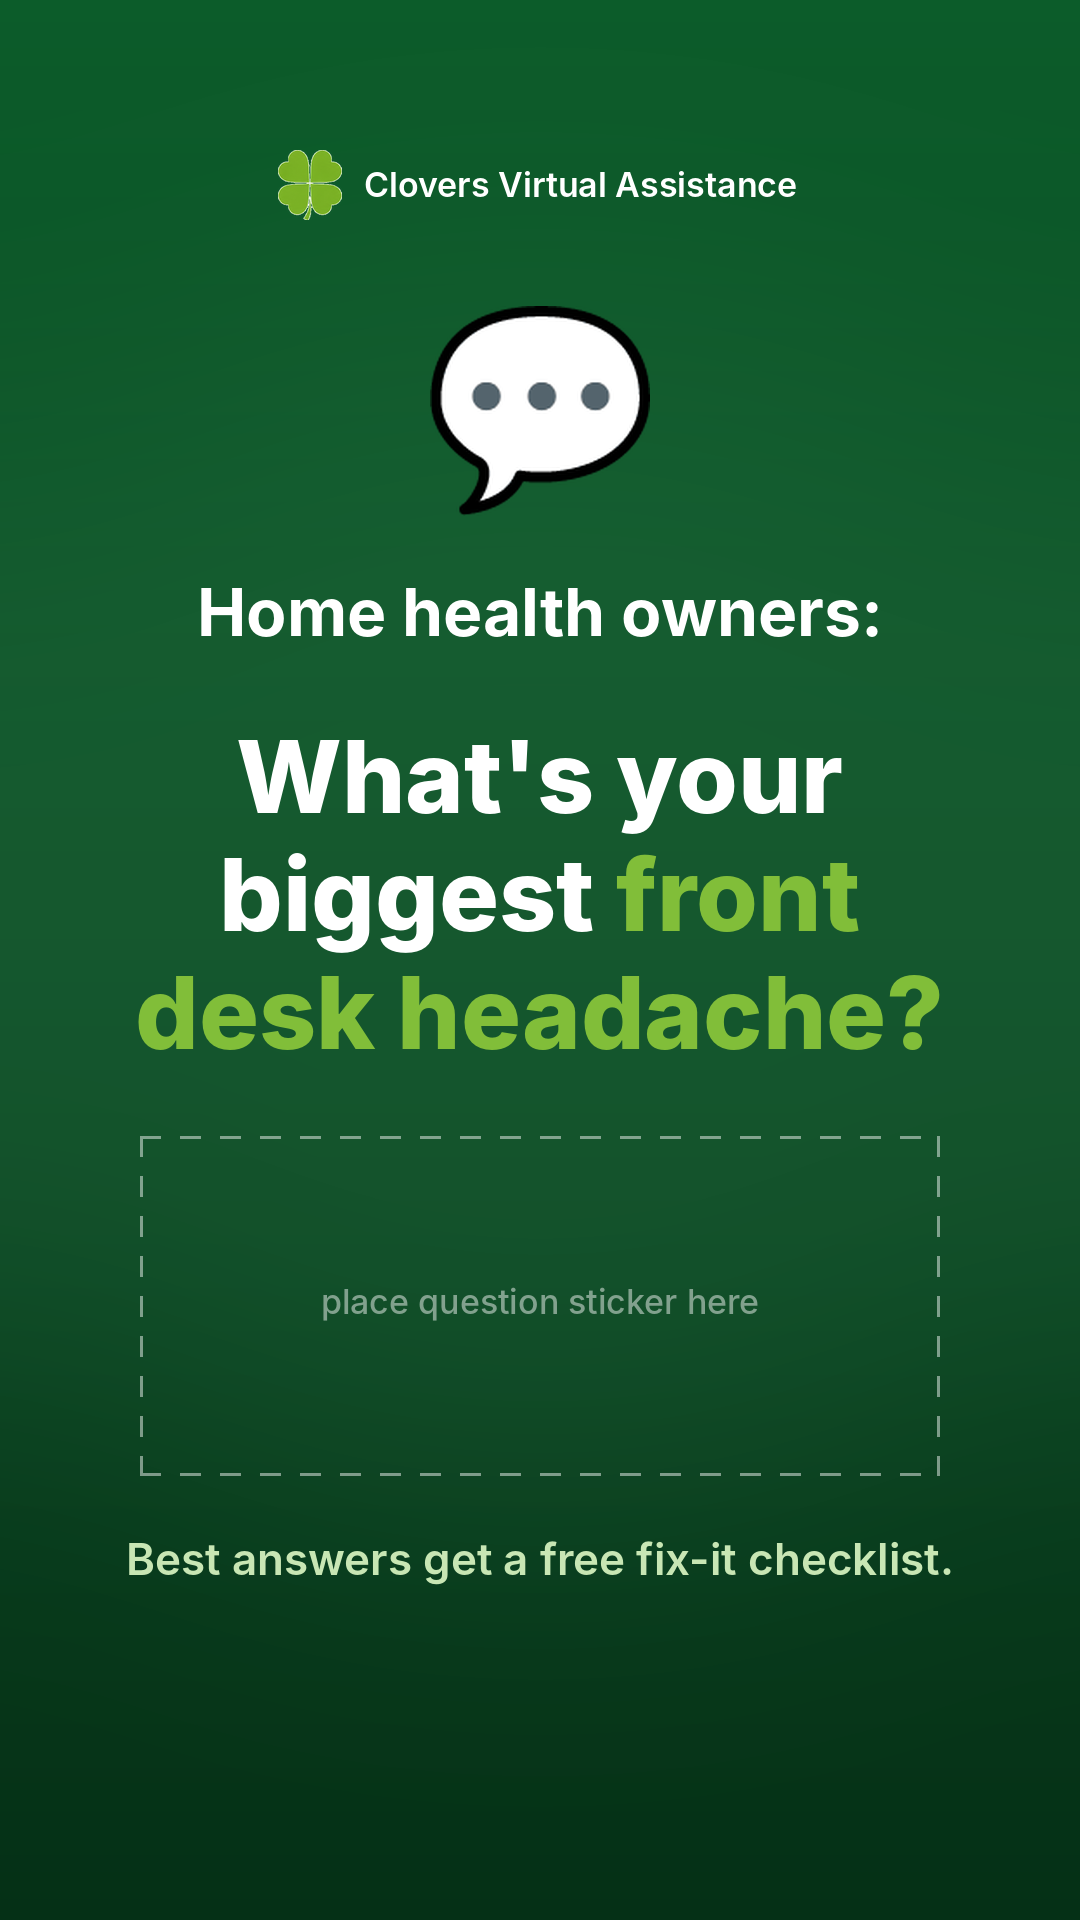 Clovers Virtual Assistance
Home health owners:
What's your
biggest front
desk headache?
place question sticker here
Best answers get a free fix-it checklist.